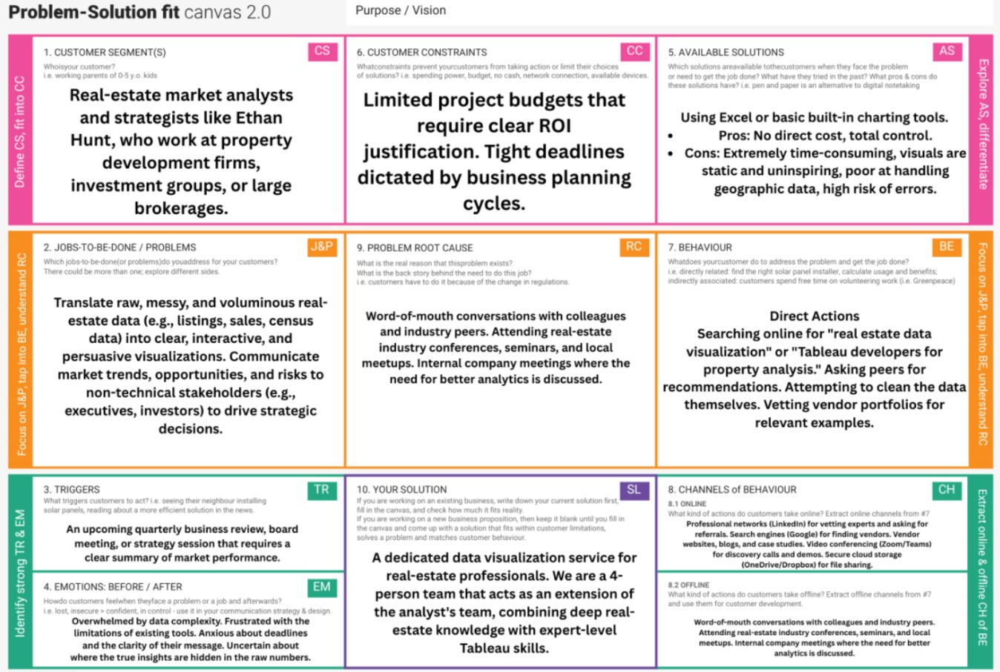 Problem-Solution fit canvas 2.0
Purpose / Vision
Define CS, fit into CC
1. CUSTOMER SEGMENT(S)
CS
Whoisyour customer?
i.e. working parents of 0-5 y.o. kids
Real-estate market analysts
and strategists like Ethan
Hunt, who work at property
development firms,
investment groups, or large
brokerages.
6. CUSTOMER CONSTRAINTS
CC
Whatconstraints prevent yourcustomers from taking action or limit their choices
of solutions? i.e. spending power, budget, no cash, network connection, available devices.
Limited project budgets that
require clear ROI
justification. Tight deadlines
dictated by business planning
cycles.
5. AVAILABLE SOLUTIONS
AS
Which solutions areavailable tothecustomers when they face the problem
or need to get the job done? What have they tried in the past? What pros & cons do
these solutions have? i.e. pen and paper is an alternative to digital notetaking
Using Excel or basic built-in charting tools.
• Pros: No direct cost, total control.
• Cons: Extremely time-consuming, visuals are
static and uninspiring, poor at handling
geographic data, high risk of errors.
Explore AS, differentiate
Focus on J&P, tap into BE, understand RC
2. JOBS-TO-BE-DONE / PROBLEMS
J&P
Which jobs-to-be-done(or problems)do youaddress for your customers?
There could be more than one; explore different sides.
Translate raw, messy, and voluminous real-
estate data (e.g., listings, sales, census
data) into clear, interactive, and
persuasive visualizations. Communicate
market trends, opportunities, and risks to
non-technical stakeholders (e.g.,
executives, investors) to drive strategic
decisions.
9. PROBLEM ROOT CAUSE
RC
What is the real reason that thisproblem exists?
What is the back story behind the need to do this job?
i.e. customers have to do it because of the change in regulations.
Word-of-mouth conversations with colleagues
and industry peers. Attending real-estate
industry conferences, seminars, and local
meetups. Internal company meetings where the
need for better analytics is discussed.
7. BEHAVIOUR
BE
Whatdoes yourcustomer do to address the problem and get the job done?
i.e. directly related: find the right solar panel installer, calculate usage and benefits;
indirectly associated: customers spend free time on volunteering work (i.e. Greenpeace)
Direct Actions
Searching online for "real estate data
visualization" or "Tableau developers for
property analysis." Asking peers for
recommendations. Attempting to clean the data
themselves. Vetting vendor portfolios for
relevant examples.
Focus on J&P, tap into BE, understand RC
Identify strong TR & EM
3. TRIGGERS
TR
What triggers customers to act? i.e. seeing their neighbour installing
solar panels, reading about a more efficient solution in the news.
An upcoming quarterly business review, board
meeting, or strategy session that requires a
clear summary of market performance.
4. EMOTIONS: BEFORE / AFTER
EM
Howdo customers feelwhen theyface a problem or a job and afterwards?
i.e. lost, insecure > confident, in control - use it in your communication strategy & design.
Overwhelmed by data complexity. Frustrated with the
limitations of existing tools. Anxious about deadlines
and the clarity of their message. Uncertain about
where the true insights are hidden in the raw numbers.
10. YOUR SOLUTION
SL
If you are working on an existing business, write down your current solution first,
fill in the canvas, and check how much it fits reality.
If you are working on a new business proposition, then keep it blank until you fill in
the canvas and come up with a solution that fits within customer limitations,
solves a problem and matches customer behaviour.
A dedicated data visualization service for
real-estate professionals. We are a 4-
person team that acts as an extension of
the analyst's team, combining deep real-
estate knowledge with expert-level
Tableau skills.
8. CHANNELS of BEHAVIOUR
CH
8.1 ONLINE
What kind of actions do customers take online? Extract online channels from #7
Professional networks (LinkedIn) for vetting experts and asking for
referrals. Search engines (Google) for finding vendors. Vendor
websites, blogs, and case studies. Video conferencing (Zoom/Teams)
for discovery calls and demos. Secure cloud storage
(OneDrive/Dropbox) for file sharing.
8.2 OFFLINE
What kind of actions do customers take offline? Extract offline channels from #7
and use them for customer development.
Word-of-mouth conversations with colleagues and industry peers.
Attending real-estate industry conferences, seminars, and local
meetups. Internal company meetings where the need for better
analytics is discussed.
Extract online & offline CH of BE